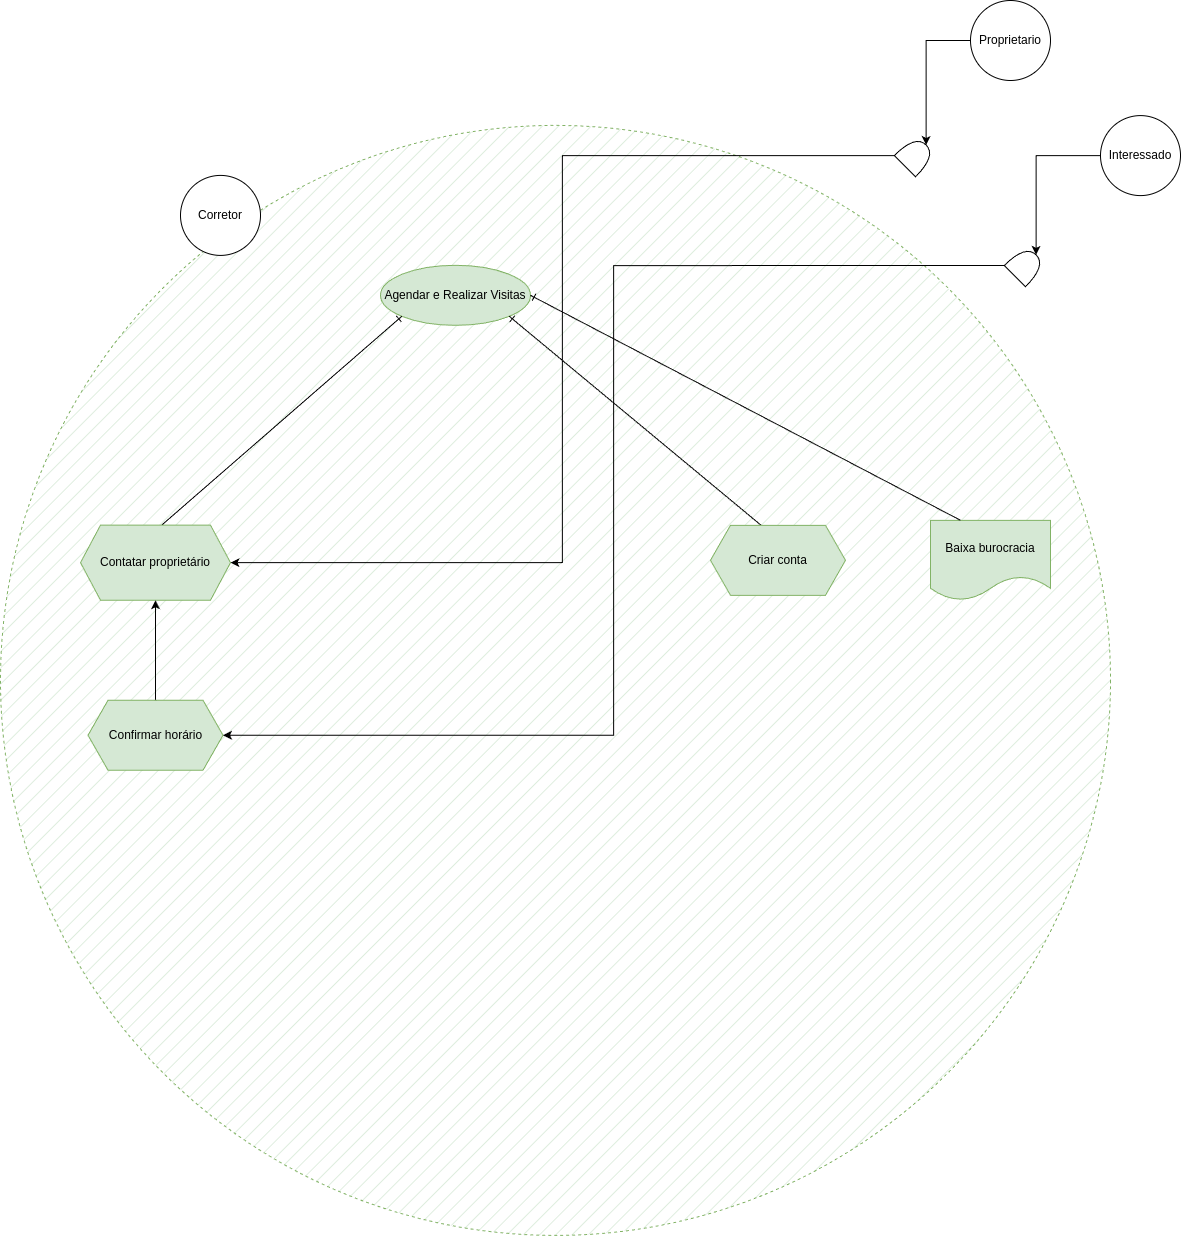 Proprietario
Interessado
Corretor
Agendar e Realizar Visitas
Contatar proprietário
Criar conta
Baixa burocracia
Confirmar horário